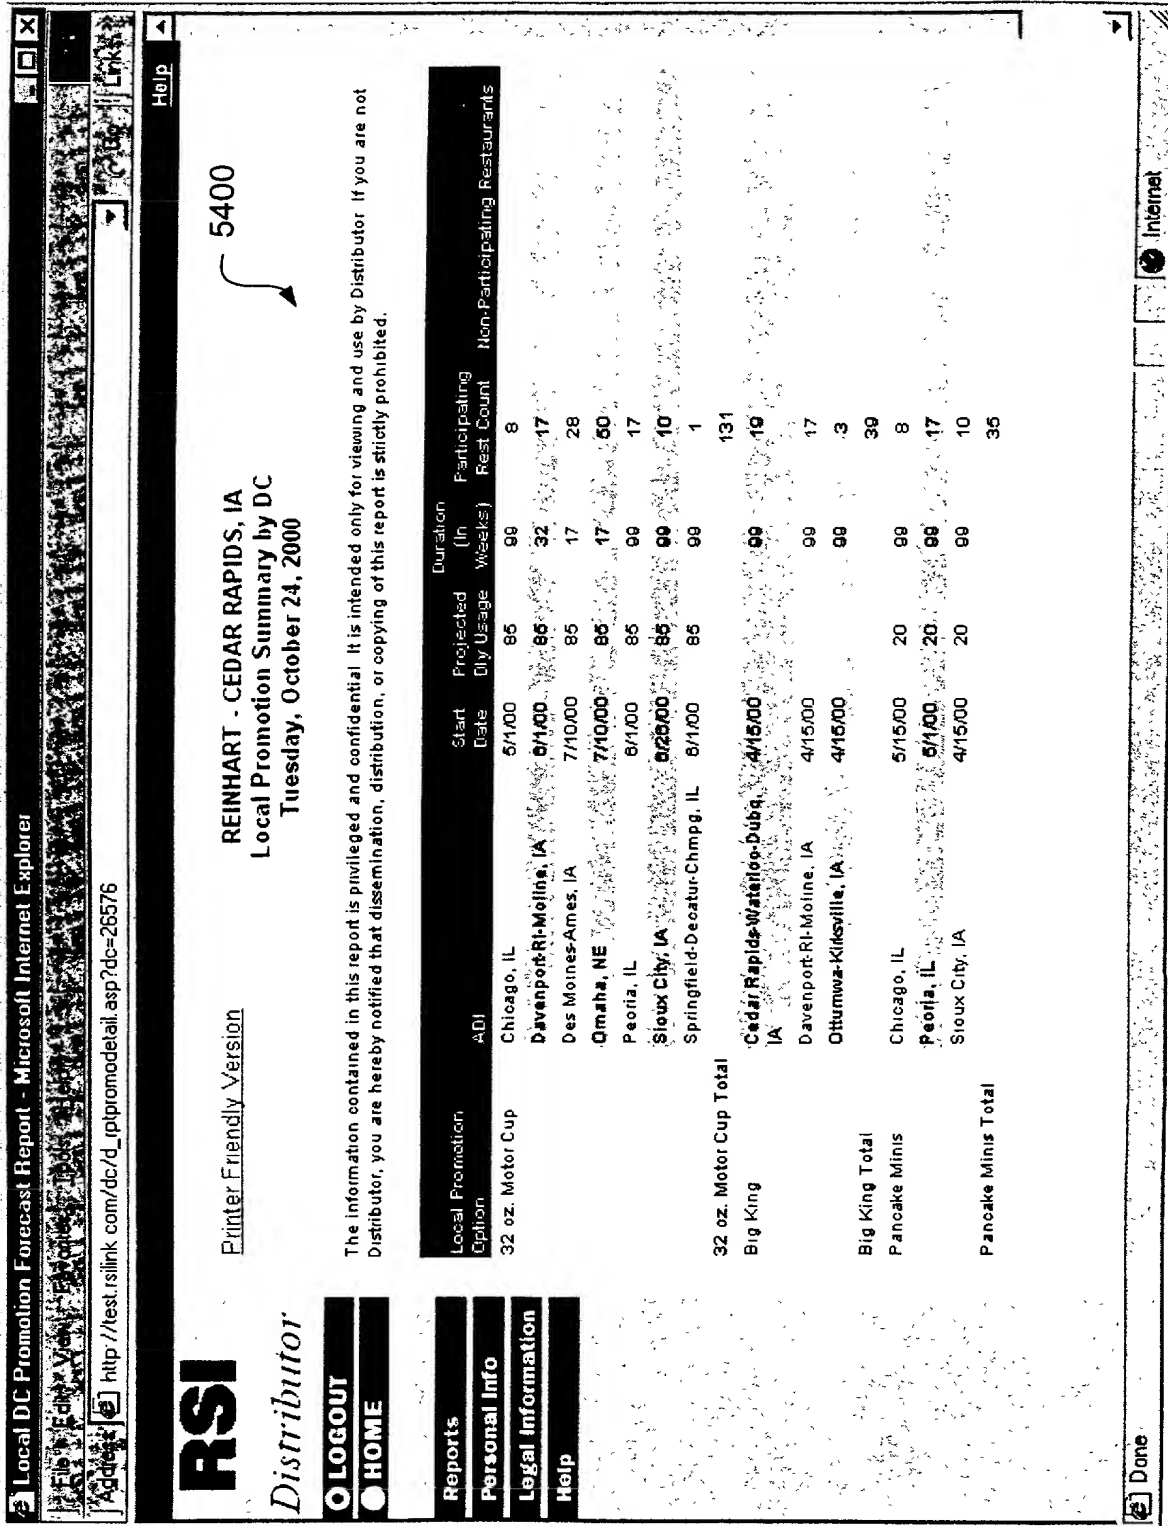 Local DC Promotion Forecast Report - Microsoft Internet Explorer
File Edit View Favorites Tools Help
Address http://test.rsilink.com/dc/d_rptpromodetail.asp?dc=26576 Go Links
Help
RSI
Distributor
LOGOUT
HOME
Reports
Personal Info
Legal Information
Help
Printer Friendly Version
REINHART - CEDAR RAPIDS, IA
Local Promotion Summary by DC
Tuesday, October 24, 2000
5400
The information contained in this report is privileged and confidential It is intended only for viewing and use by Distributor If you are not
Distributor, you are hereby notified that dissemination, distribution, or copying of this report is strictly prohibited.
Local Promotion Option ADI Start Date Projected Dly Usage Duration (In Weeks) Participating Rest Count Non-Participating Restaurants
32 oz. Motor Cup Chicago, IL 5/1/00 85 99 8
Davenport-RI-Moline, IA 85 32 17
Des Moines-Ames, IA 7/10/00 85 17 28
Omaha, NE 7/10/00 85 17 50
Peoria, IL 6/1/00 85 99 17
Sioux City, IA 85 99 10
Springfield-Decatur-Chmpg, IL 6/1/00 85 99 1
32 oz. Motor Cup Total 131
Big King Cedar Rapids-Waterloo-Dubq, IA 4/15/00 99 19
Davenport-RI-Moline, IA 4/15/00 99 17
Ottumwa-Kirksville, IA 4/15/00 99 3
Big King Total 39
Pancake Minis Chicago, IL 5/15/00 20 99 8
Peoria, IL 20 99 17
Sioux City, IA 4/15/00 20 99 10
Pancake Minis Total 35
Done Internet